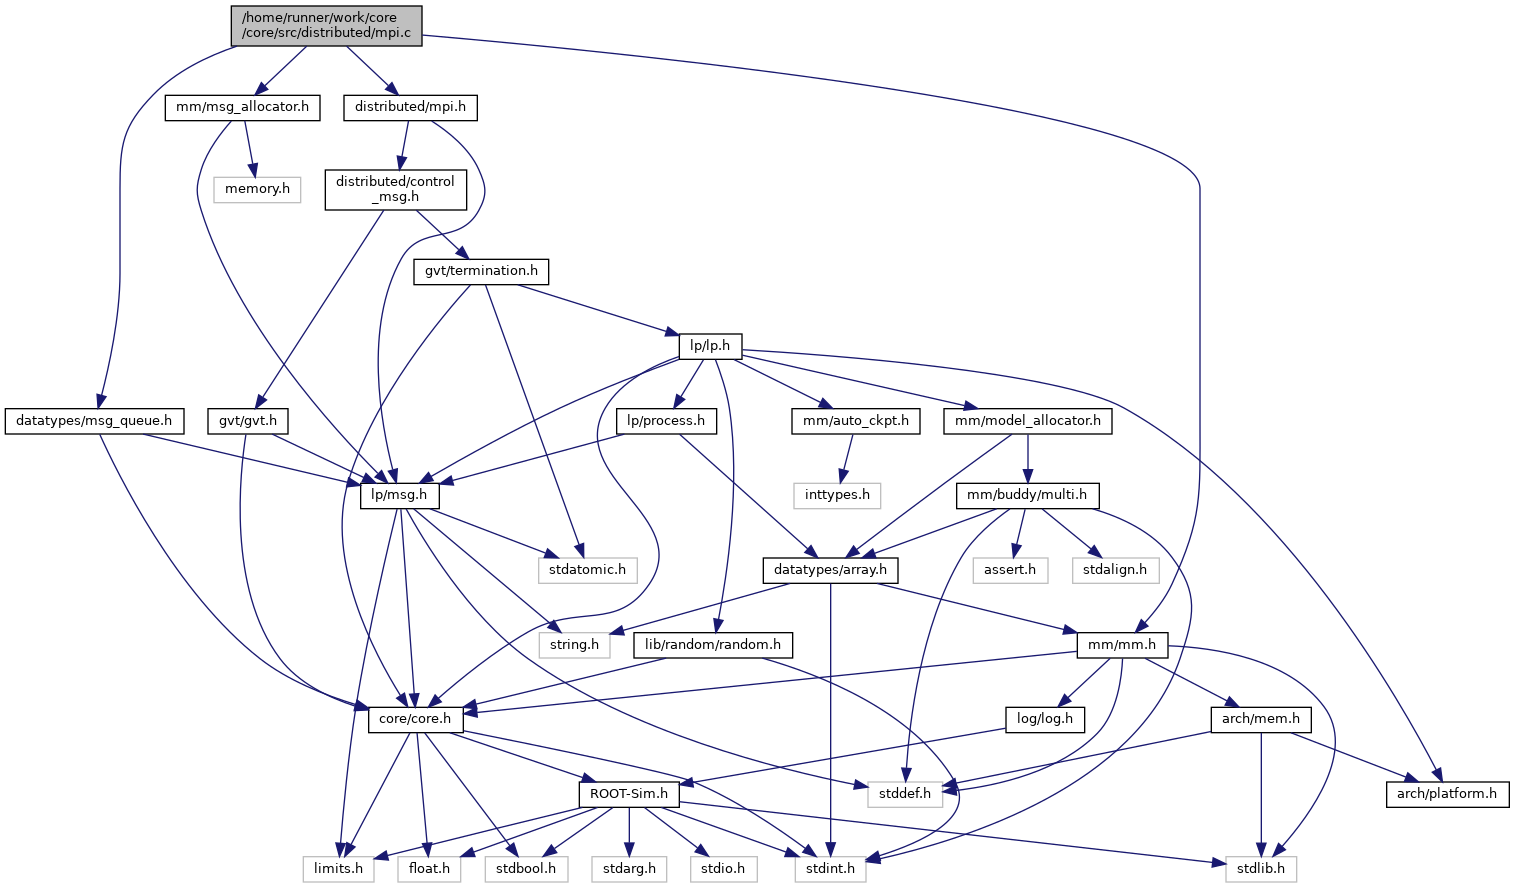 /home/runner/work/core
/core/src/distributed/mpi.c
mm/msg_allocator.h
distributed/mpi.h
memory.h
distributed/control
_msg.h
gvt/termination.h
lp/lp.h
datatypes/msg_queue.h
gvt/gvt.h
lp/process.h
mm/auto_ckpt.h
mm/model_allocator.h
lp/msg.h
inttypes.h
mm/buddy/multi.h
stdatomic.h
datatypes/array.h
assert.h
stdalign.h
string.h
lib/random/random.h
mm/mm.h
core/core.h
log/log.h
arch/mem.h
ROOT-Sim.h
stddef.h
arch/platform.h
limits.h
float.h
stdbool.h
stdarg.h
stdio.h
stdint.h
stdlib.h